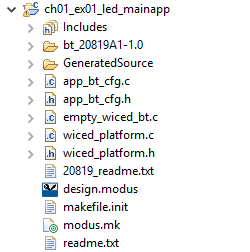 ch01_ex01_led_mainapp
Includes
bt_20819A1-1.0
GeneratedSource
app_bt_cfg.c
app_bt_cfg.h
empty_wiced_bt.c
wiced_platform.c
wiced_platform.h
20819_readme.txt
design.modus
makefile.init
modus.mk
readme.txt